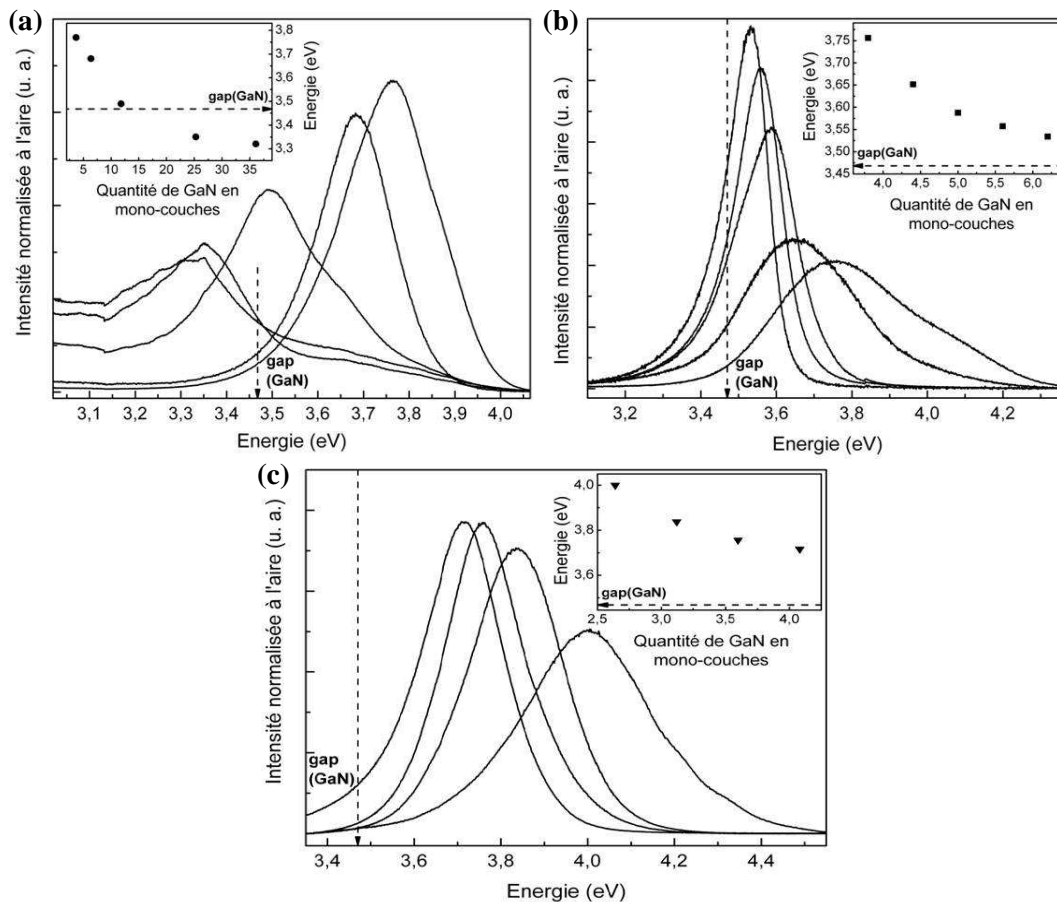 (a)
Intensité normalisée à l'aire (u. a.)
3,8
3,7
3,6
3,5
3,4
3,3
Energie (eV)
gap(GaN)
5 10 15 20 25 30 35 40
Quantité de GaN en
mono-couches
gap
(GaN)
3,1 3,2 3,3 3,4 3,5 3,6 3,7 3,8 3,9 4,0
Energie (eV)
(b)
Intensité normalisée à l'aire (u. a.)
Energie (eV)
3,75
3,70
3,65
3,60
3,55
3,50
3,45
gap(GaN)
4,0 4,5 5,0 5,5 6,0
Quantité de GaN en
mono-couches
gap
(GaN)
3,2 3,4 3,6 3,8 4,0 4,2
Energie (eV)
(c)
Intensité normalisée à l'aire (u. a.)
Energie (eV)
4,0
3,8
3,6
gap(GaN)
2,5 3,0 3,5 4,0
Quantité de GaN en
mono-couches
gap
(GaN)
3,4 3,6 3,8 4,0 4,2 4,4
Energie (eV)